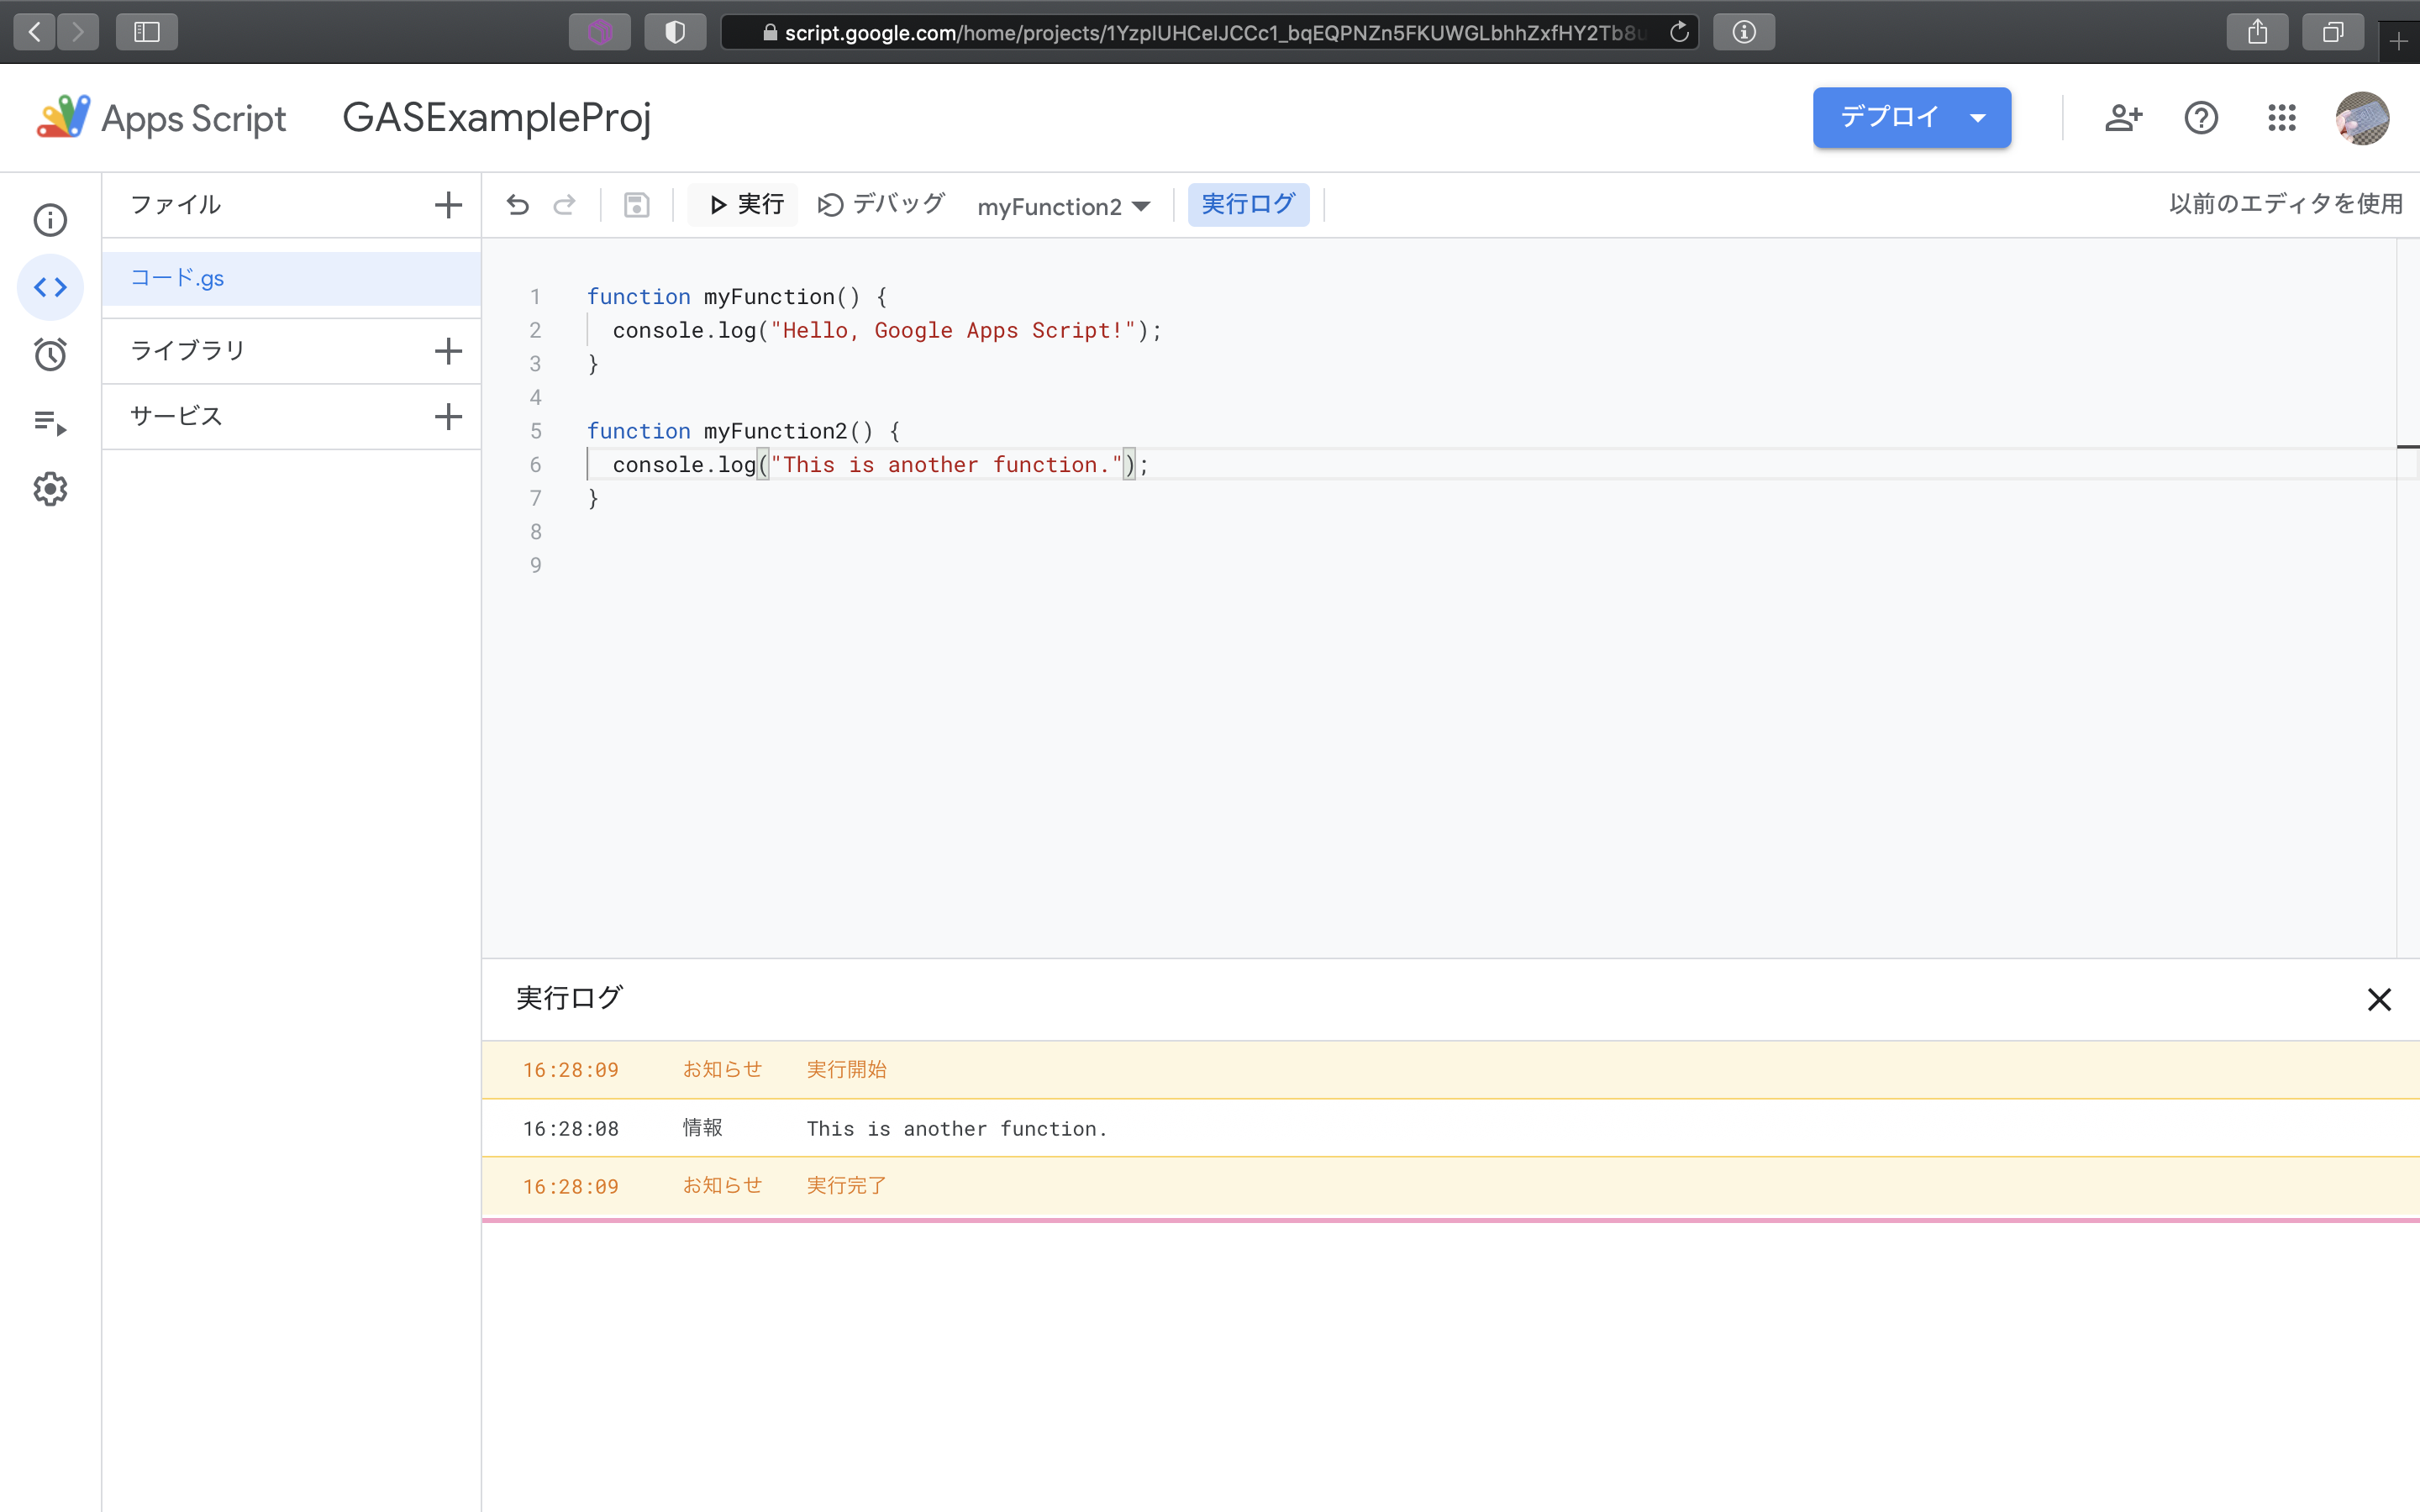 script.google.com/home/projects/1YzpIUHCelJCCc1_bqEQPNZn5FKUWGLbhhZxfHY2Tb8u
Apps Script GASExampleProj デプロイ
ファイル 実行 デバッグ myFunction2 実行ログ 以前のエディタを使用
コード.gs
ライブラリ
サービス
1 function myFunction() {
2 console.log("Hello, Google Apps Script!");
3 }
4
5 function myFunction2() {
6 console.log("This is another function.");
7 }
8
9
実行ログ
16:28:09 お知らせ 実行開始
16:28:08 情報 This is another function.
16:28:09 お知らせ 実行完了